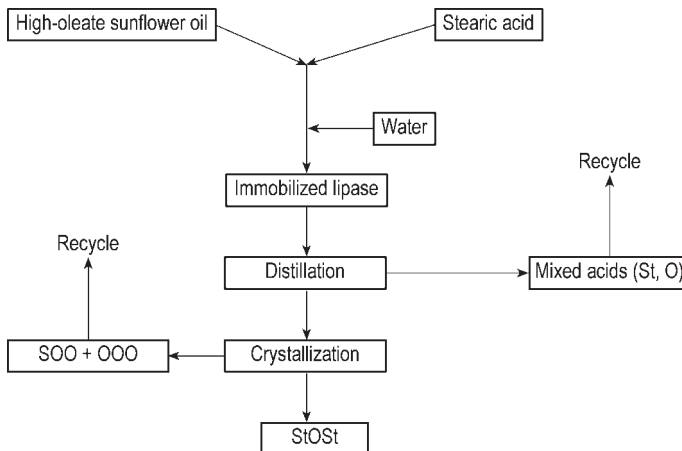 High-oleate sunflower oil
Stearic acid
Water
Recycle
Immobilized lipase
Recycle
Distillation
Mixed acids (St, O)
SOO + OOO
Crystallization
StOSt